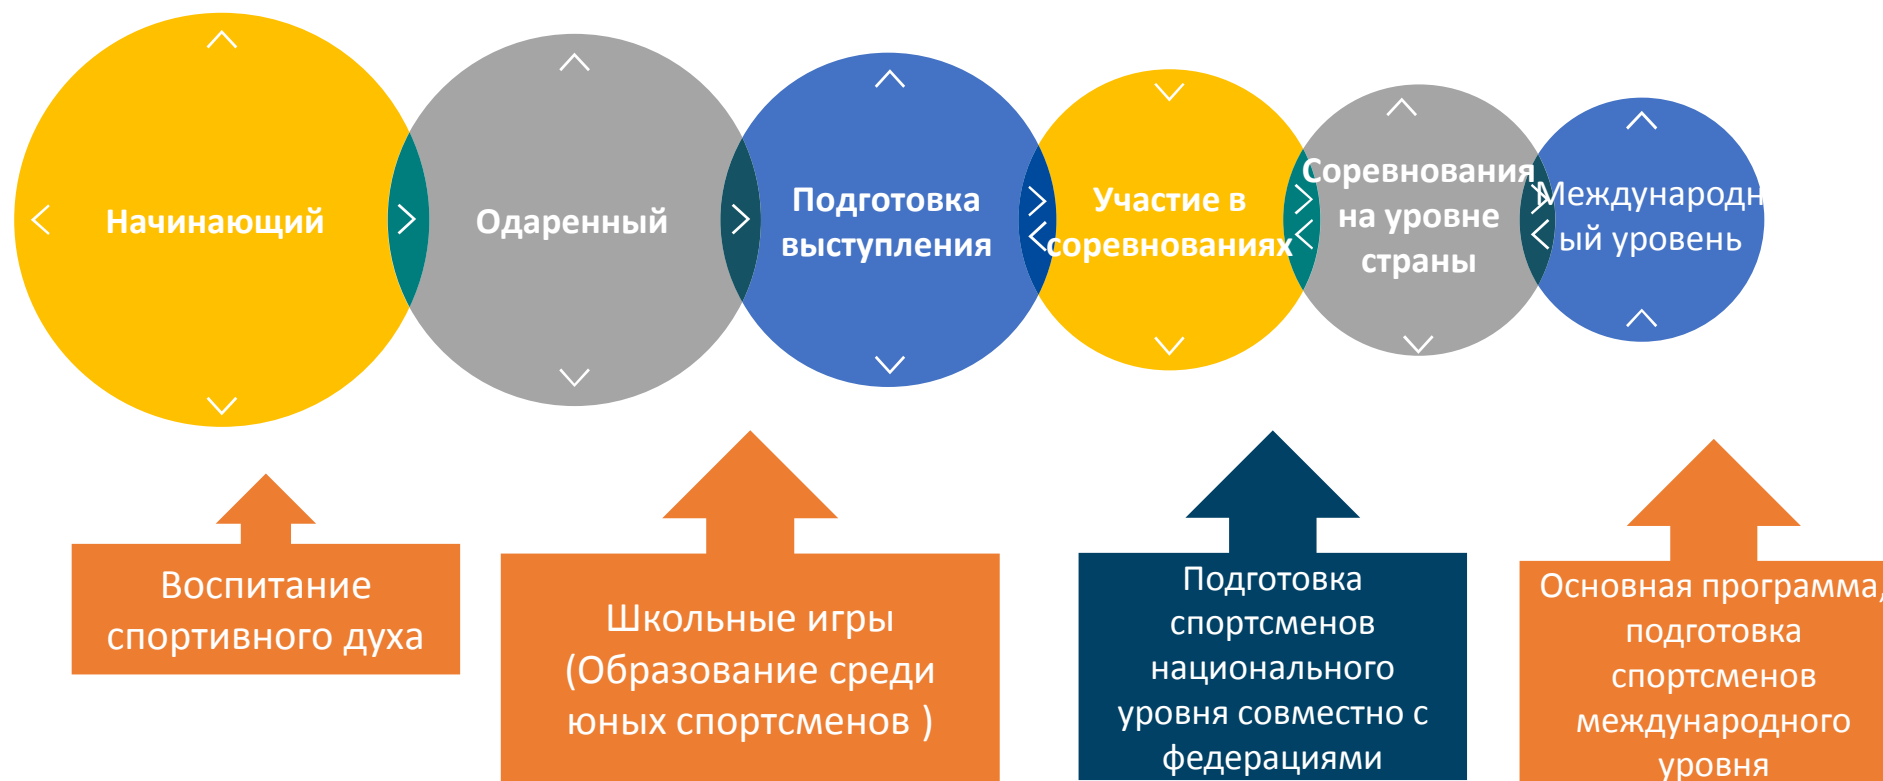 Начинающий
Одаренный
Подготовка
выступления
Участие в
соревнованиях
Соревнования
на уровне
страны
Международн
ый уровень
Воспитание
спортивного духа
Школьные игры
(Образование среди
юных спортсменов )
Подготовка
спортсменов
национального
уровня совместно с
федерациями
Основная программа,
подготовка
спортсменов
международного
уровня